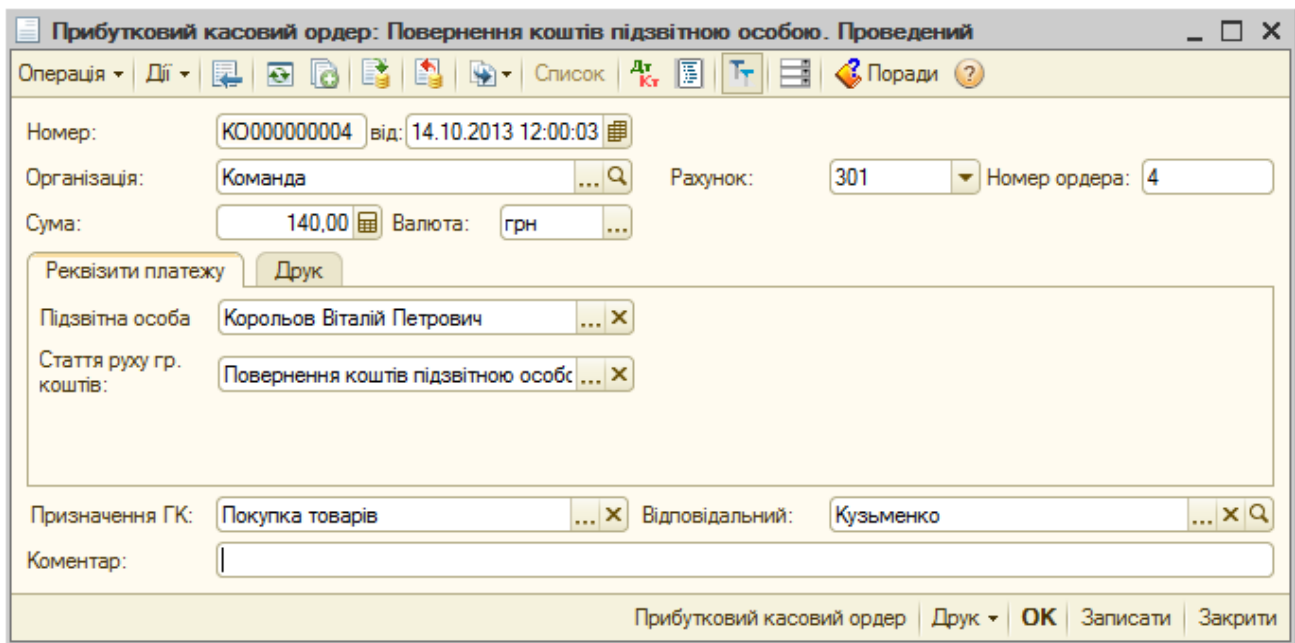 Прибутковий касовий ордер: Повернення коштів підзвітною особою. Проведений
Операція Дії Список Дт Кт Поради ?
Номер: КО000000004 від: 14.10.2013 12:00:03
Організація: Команда ... Рахунок: 301 Номер ордера: 4
Сума: 140,00 Валюта: грн ...
Реквізити платежу Друк
Підзвітна особа Корольов Віталій Петрович ...
Стаття руху гр.
коштів: Повернення коштів підзвітною особо ...
Призначення ГК: Покупка товарів ... Відповідальний: Кузьменко ...
Коментар:
Прибутковий касовий ордер Друк OK Записати Закрити